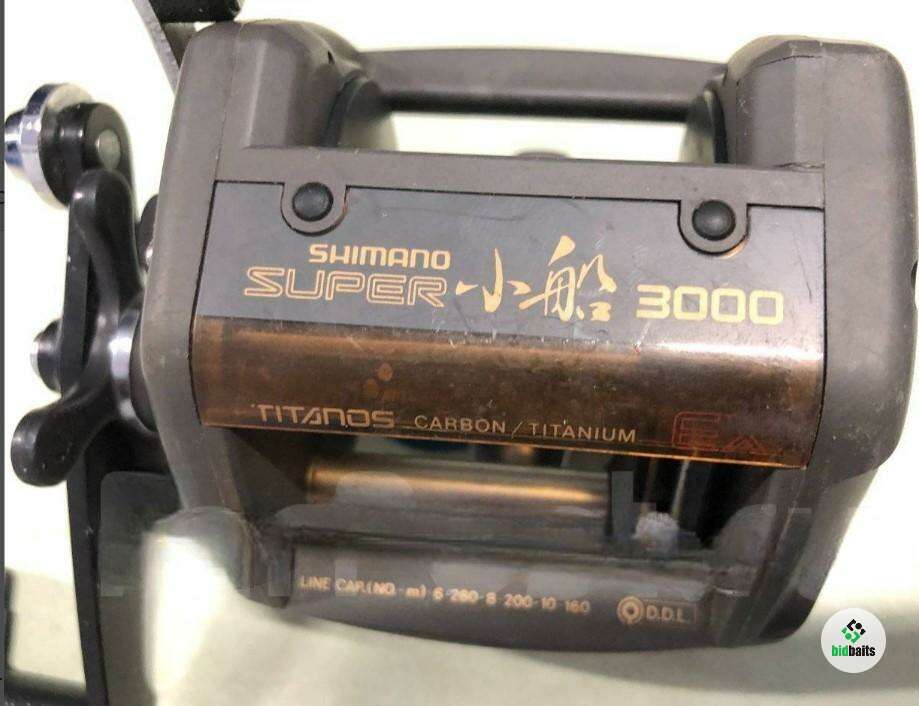 SHIMANO
SUPER 小船 3000
TITANOS CARBON/TITANIUM
LINE CAP.(NO.-m) 6-260-8-200-10-160 D.D.L
bidbaits